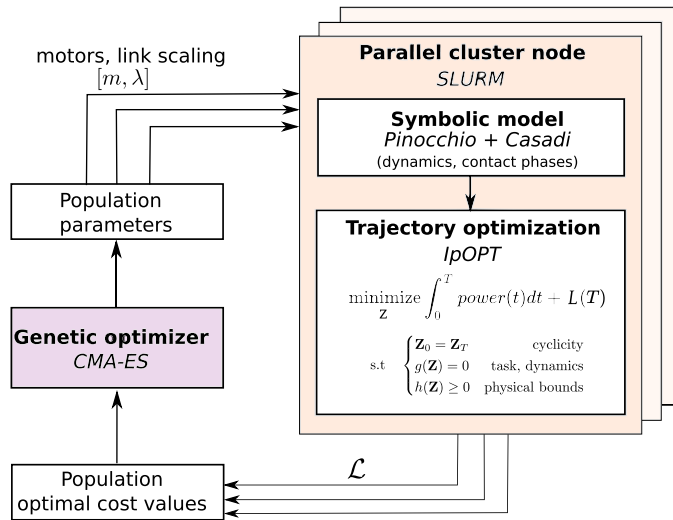 motors, link scaling
[m, λ]
Population
parameters
Genetic optimizer
CMA-ES
Population
optimal cost values
Parallel cluster node
SLURM
Symbolic model
Pinocchio + Casadi
(dynamics, contact phases)
Trajectory optimization
IpOPT
minimize ∫₀ᵀ power(t)dt + L(T)
Z
s.t { Z₀ = Z_T cyclicity
g(Z) = 0 task, dynamics
h(Z) ≥ 0 physical bounds
ℒ